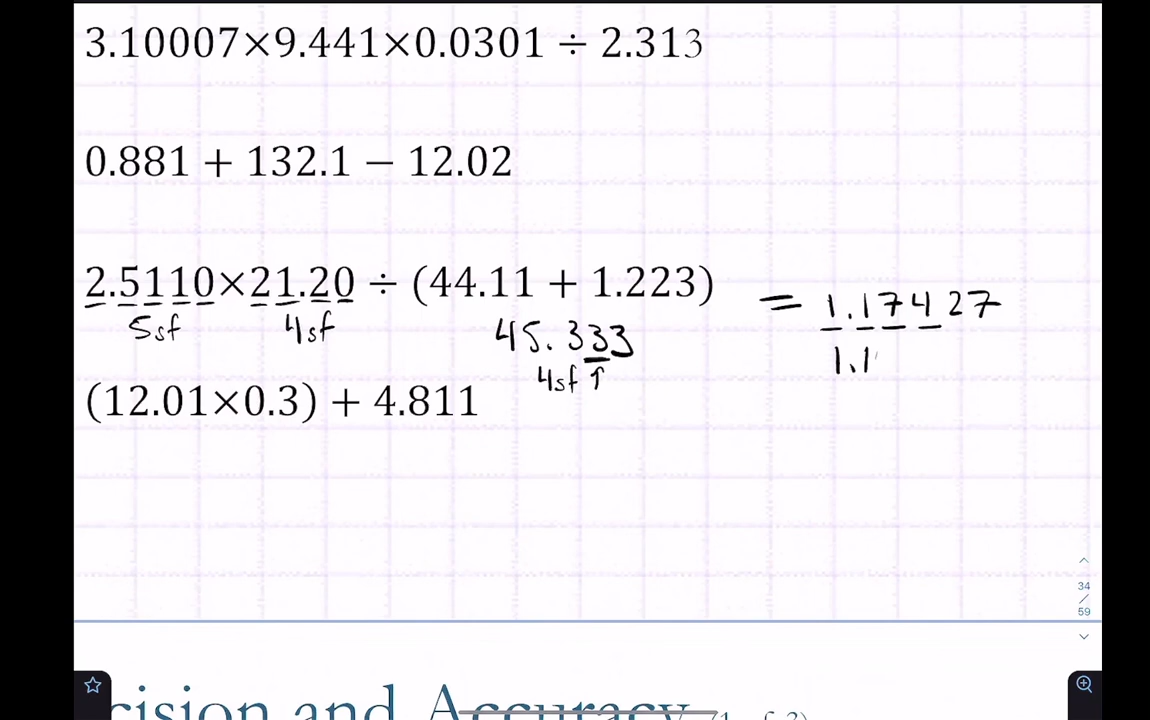 3.10007×9.441×0.0301 ÷ 2.313
0.881 + 132.1 − 12.02
2.5110×21.20 ÷ (44.11 + 1.223) = 1.17427
5sf 4sf 45.333 1.1
4sf ↑
(12.01×0.3) + 4.811
34
/
59
cision and Accuracy